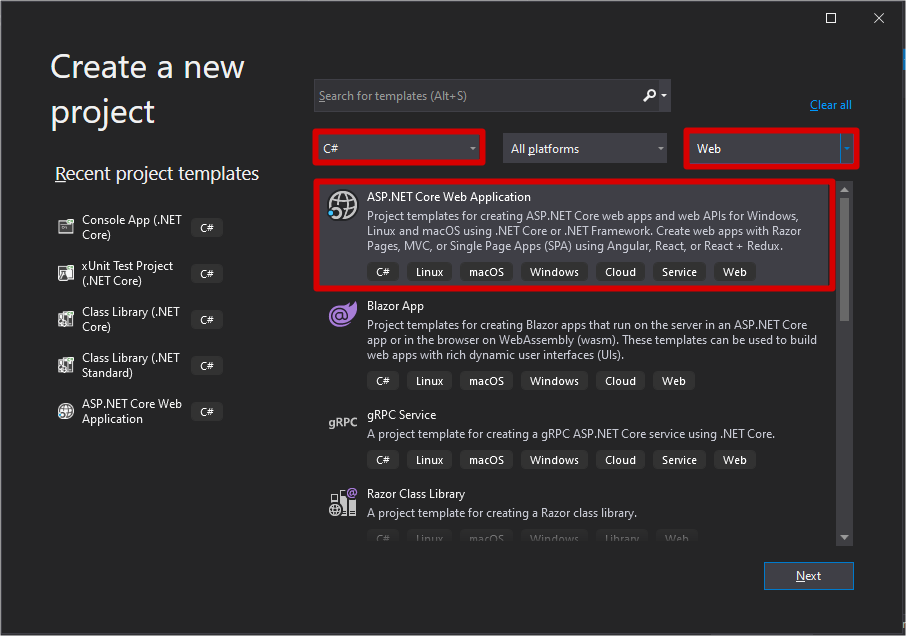 Create a new
project
Search for templates (Alt+S)
Clear all
C#
All platforms
Web
Recent project templates
Console App (.NET
Core)
C#
xUnit Test Project
(.NET Core)
C#
Class Library (.NET
Core)
C#
Class Library (.NET
Standard)
C#
ASP.NET Core Web
Application
C#
ASP.NET Core Web Application
Project templates for creating ASP.NET Core web apps and web APIs for Windows,
Linux and macOS using .NET Core or .NET Framework. Create web apps with Razor
Pages, MVC, or Single Page Apps (SPA) using Angular, React, or React + Redux.
C# Linux macOS Windows Cloud Service Web
Blazor App
Project templates for creating Blazor apps that run on the server in an ASP.NET Core
app or in the browser on WebAssembly (wasm). These templates can be used to build
web apps with rich dynamic user interfaces (UIs).
C# Linux macOS Windows Cloud Web
gRPC
gRPC Service
A project template for creating a gRPC ASP.NET Core service using .NET Core.
C# Linux macOS Windows Cloud Service Web
Razor Class Library
A project template for creating a Razor class library.
C# Linux macOS Windows Library Web
Next